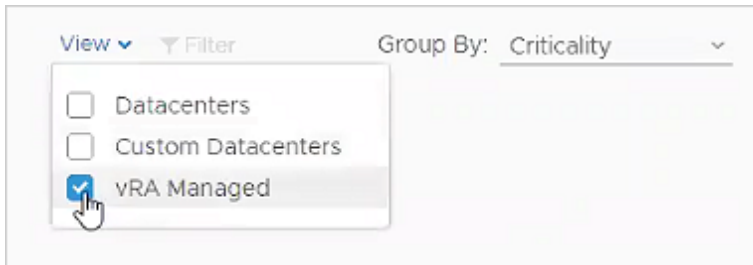 View Filter Group By: Criticality
Datacenters
Custom Datacenters
vRA Managed